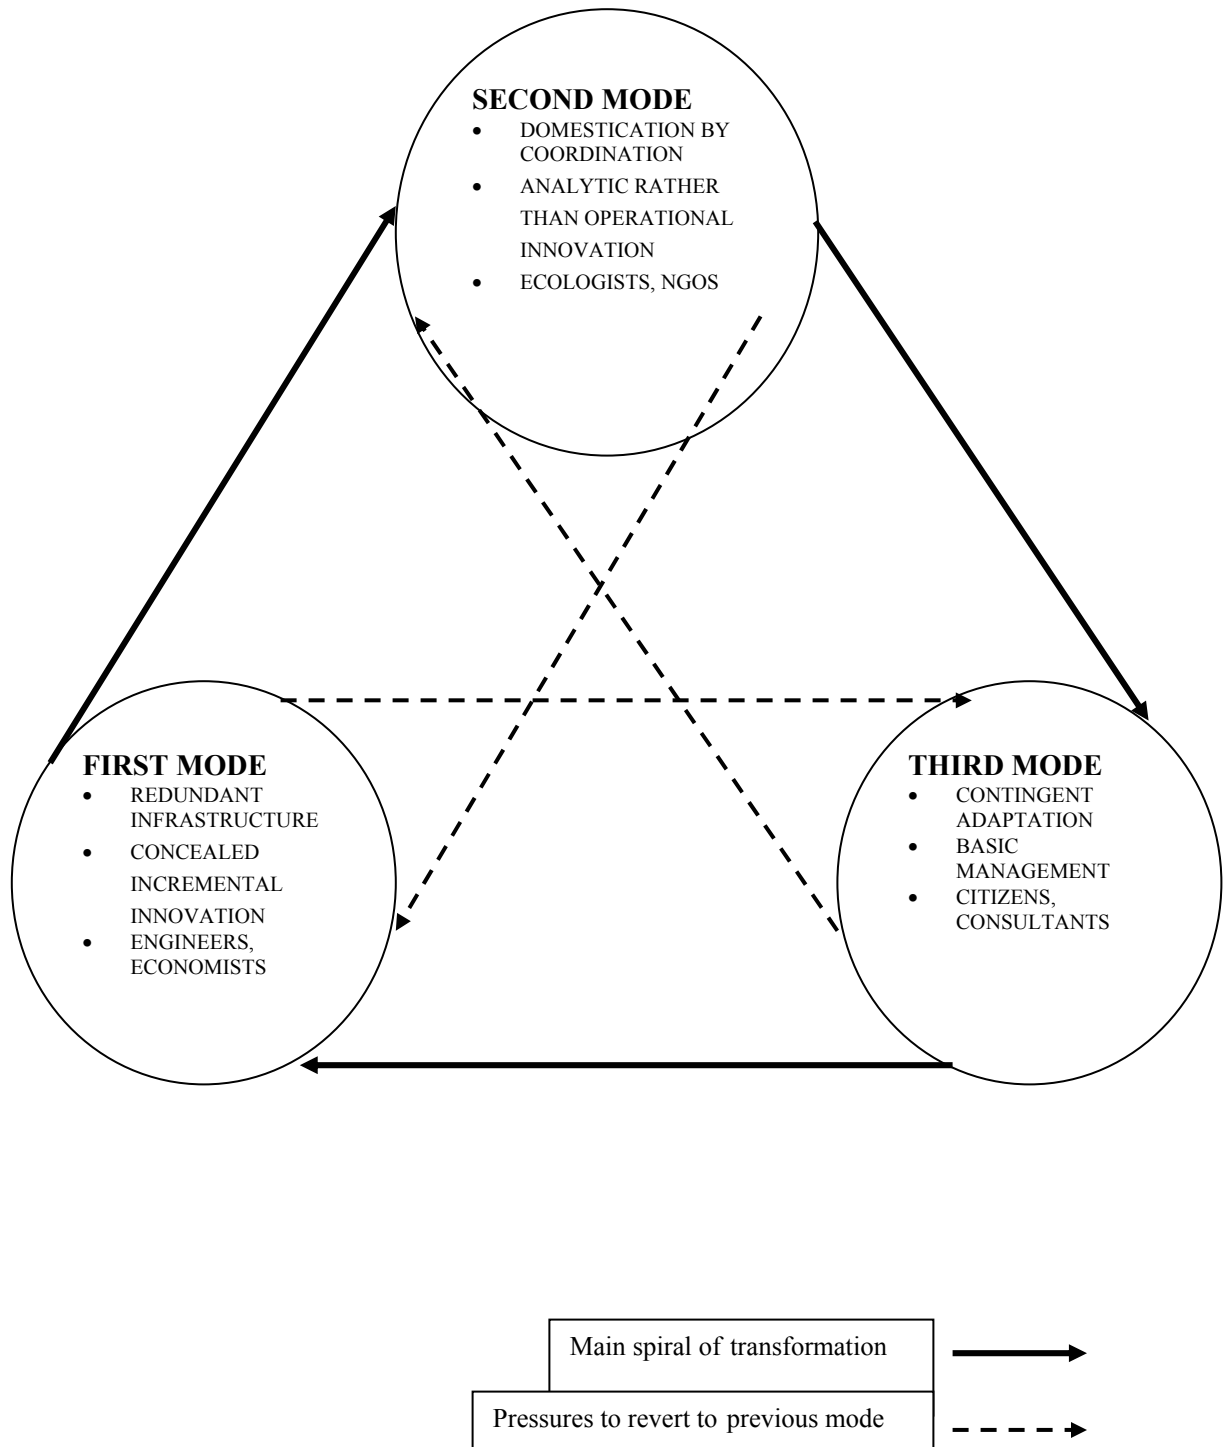 SECOND MODE
• DOMESTICATION BY
COORDINATION
• ANALYTIC RATHER
THAN OPERATIONAL
INNOVATION
• ECOLOGISTS, NGOS
FIRST MODE
• REDUNDANT
INFRASTRUCTURE
• CONCEALED
INCREMENTAL
INNOVATION
• ENGINEERS,
ECONOMISTS
THIRD MODE
• CONTINGENT
ADAPTATION
• BASIC
MANAGEMENT
• CITIZENS,
CONSULTANTS
Main spiral of transformation
Pressures to revert to previous mode